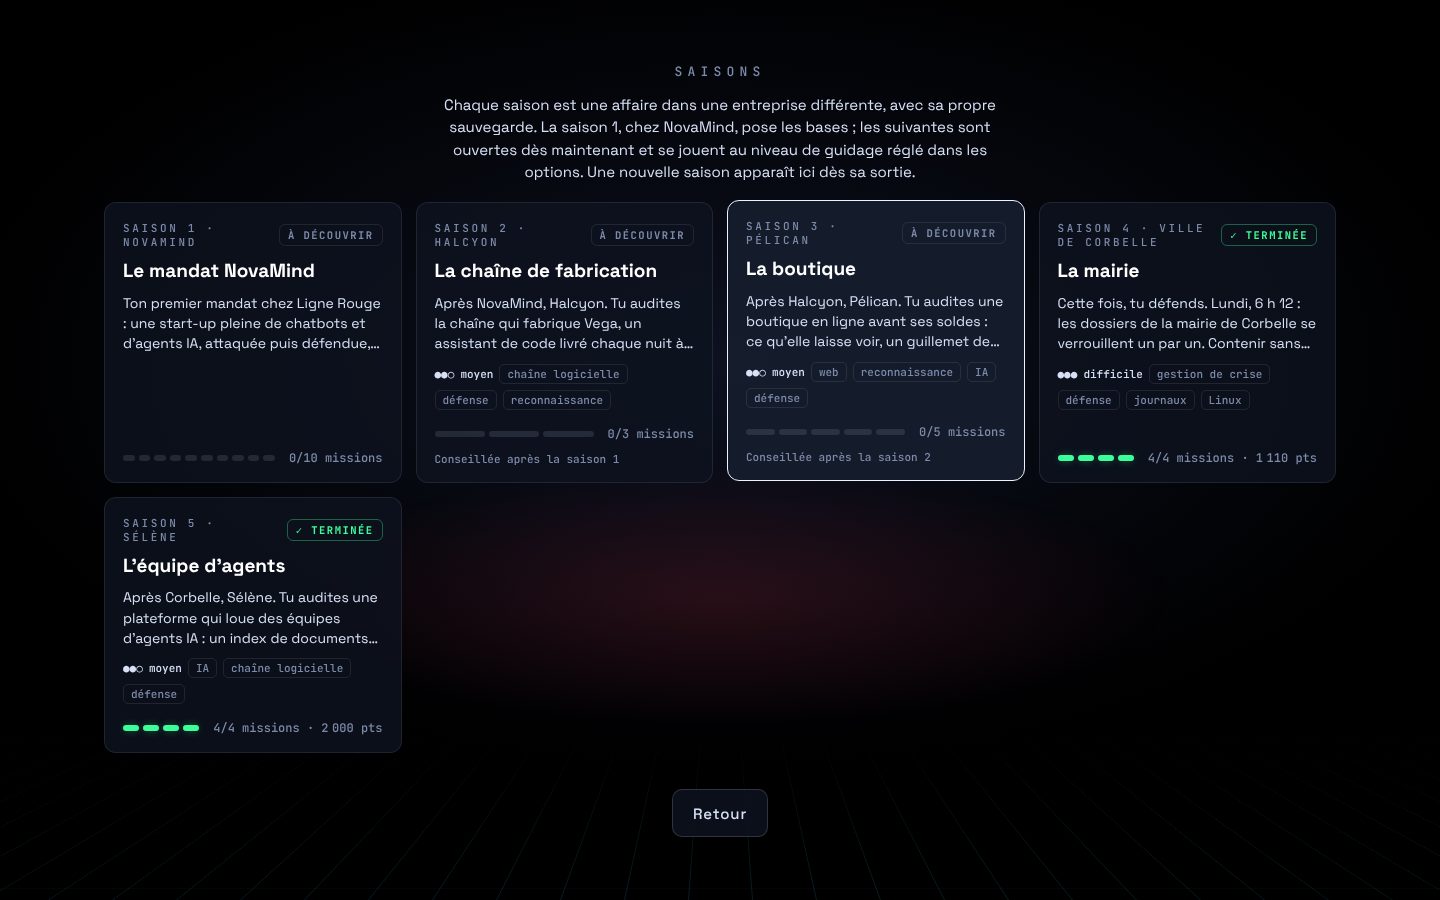 SAISONS
Chaque saison est une affaire dans une entreprise différente, avec sa propre
sauvegarde. La saison 1, chez NovaMind, pose les bases ; les suivantes sont
ouvertes dès maintenant et se jouent au niveau de guidage réglé dans les
options. Une nouvelle saison apparaît ici dès sa sortie.
SAISON 1 ·
NOVAMIND
À DÉCOUVRIR
Le mandat NovaMind
Ton premier mandat chez Ligne Rouge
: une start-up pleine de chatbots et
d'agents IA, attaquée puis défendue,…
0/10 missions
SAISON 2 ·
HALCYON
À DÉCOUVRIR
La chaîne de fabrication
Après NovaMind, Halcyon. Tu audites
la chaîne qui fabrique Vega, un
assistant de code livré chaque nuit à…
●●○ moyen chaîne logicielle
défense reconnaissance
0/3 missions
Conseillée après la saison 1
SAISON 3 ·
PÉLICAN
À DÉCOUVRIR
La boutique
Après Halcyon, Pélican. Tu audites une
boutique en ligne avant ses soldes :
ce qu'elle laisse voir, un guillemet de…
●●○ moyen web reconnaissance IA
défense
0/5 missions
Conseillée après la saison 2
SAISON 4 · VILLE
DE CORBELLE
✓ TERMINÉE
La mairie
Cette fois, tu défends. Lundi, 6 h 12 :
les dossiers de la mairie de Corbelle se
verrouillent un par un. Contenir sans…
●●● difficile gestion de crise
défense journaux Linux
4/4 missions · 1 110 pts
SAISON 5 ·
SÉLÈNE
✓ TERMINÉE
L'équipe d'agents
Après Corbelle, Sélène. Tu audites une
plateforme qui loue des équipes
d'agents IA : un index de documents…
●●○ moyen IA chaîne logicielle
défense
4/4 missions · 2 000 pts
Retour